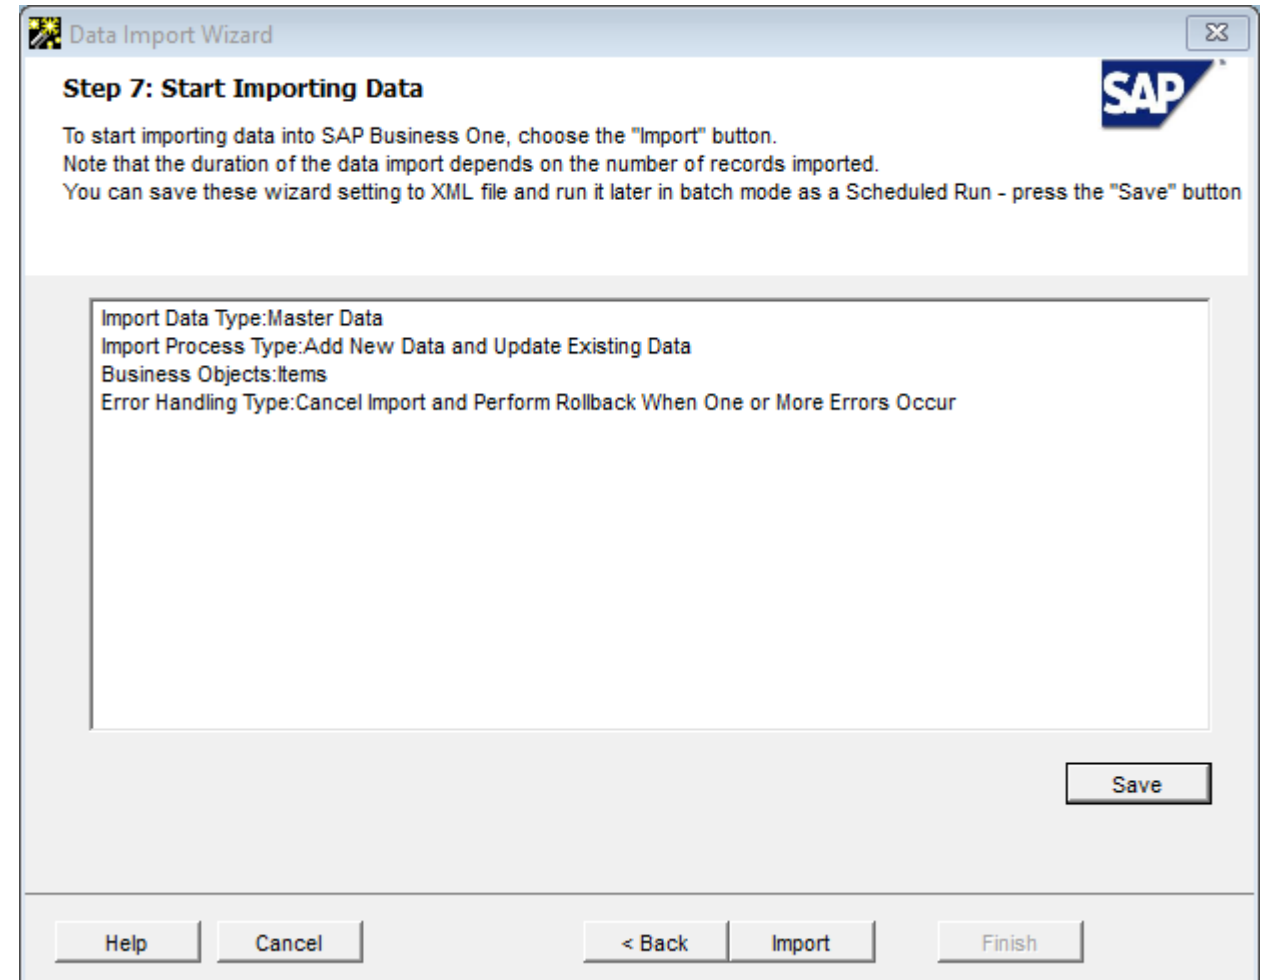 Data Import Wizard
Step 7: Start Importing Data
SAP
To start importing data into SAP Business One, choose the "Import" button.
Note that the duration of the data import depends on the number of records imported.
You can save these wizard setting to XML file and run it later in batch mode as a Scheduled Run - press the "Save" button
Import Data Type:Master Data
Import Process Type:Add New Data and Update Existing Data
Business Objects:Items
Error Handling Type:Cancel Import and Perform Rollback When One or More Errors Occur
Save
Help Cancel < Back Import Finish